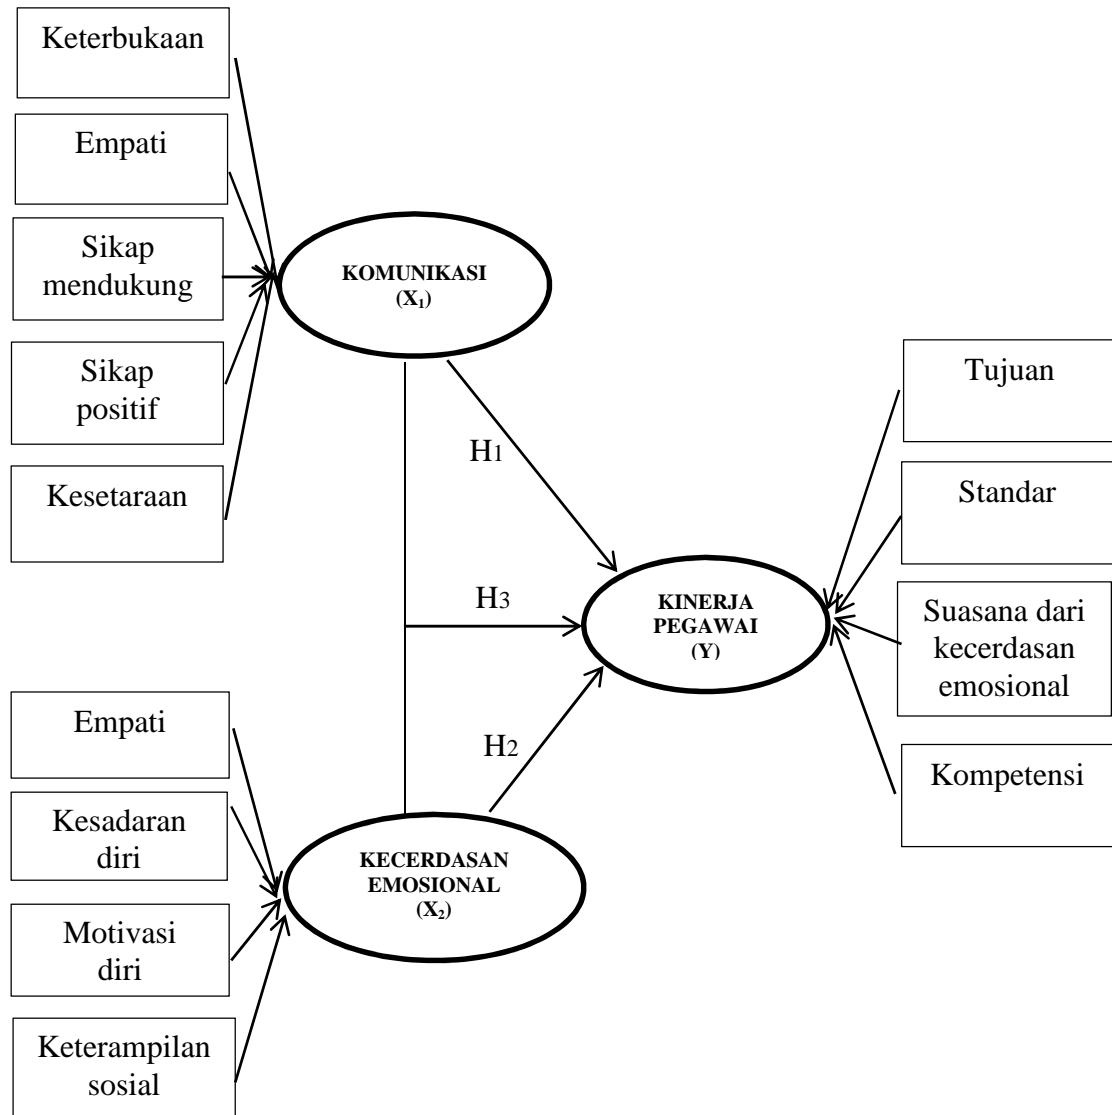 Keterbukaan
Empati
Sikap
mendukung
Sikap
positif
Kesetaraan
KOMUNIKASI
(X₁)
H1
H3
H2
Empati
Kesadaran
diri
Motivasi
diri
Keterampilan
sosial
KECERDASAN
EMOSIONAL
(X₂)
KINERJA
PEGAWAI
(Y)
Tujuan
Standar
Suasana dari
kecerdasan
emosional
Kompetensi